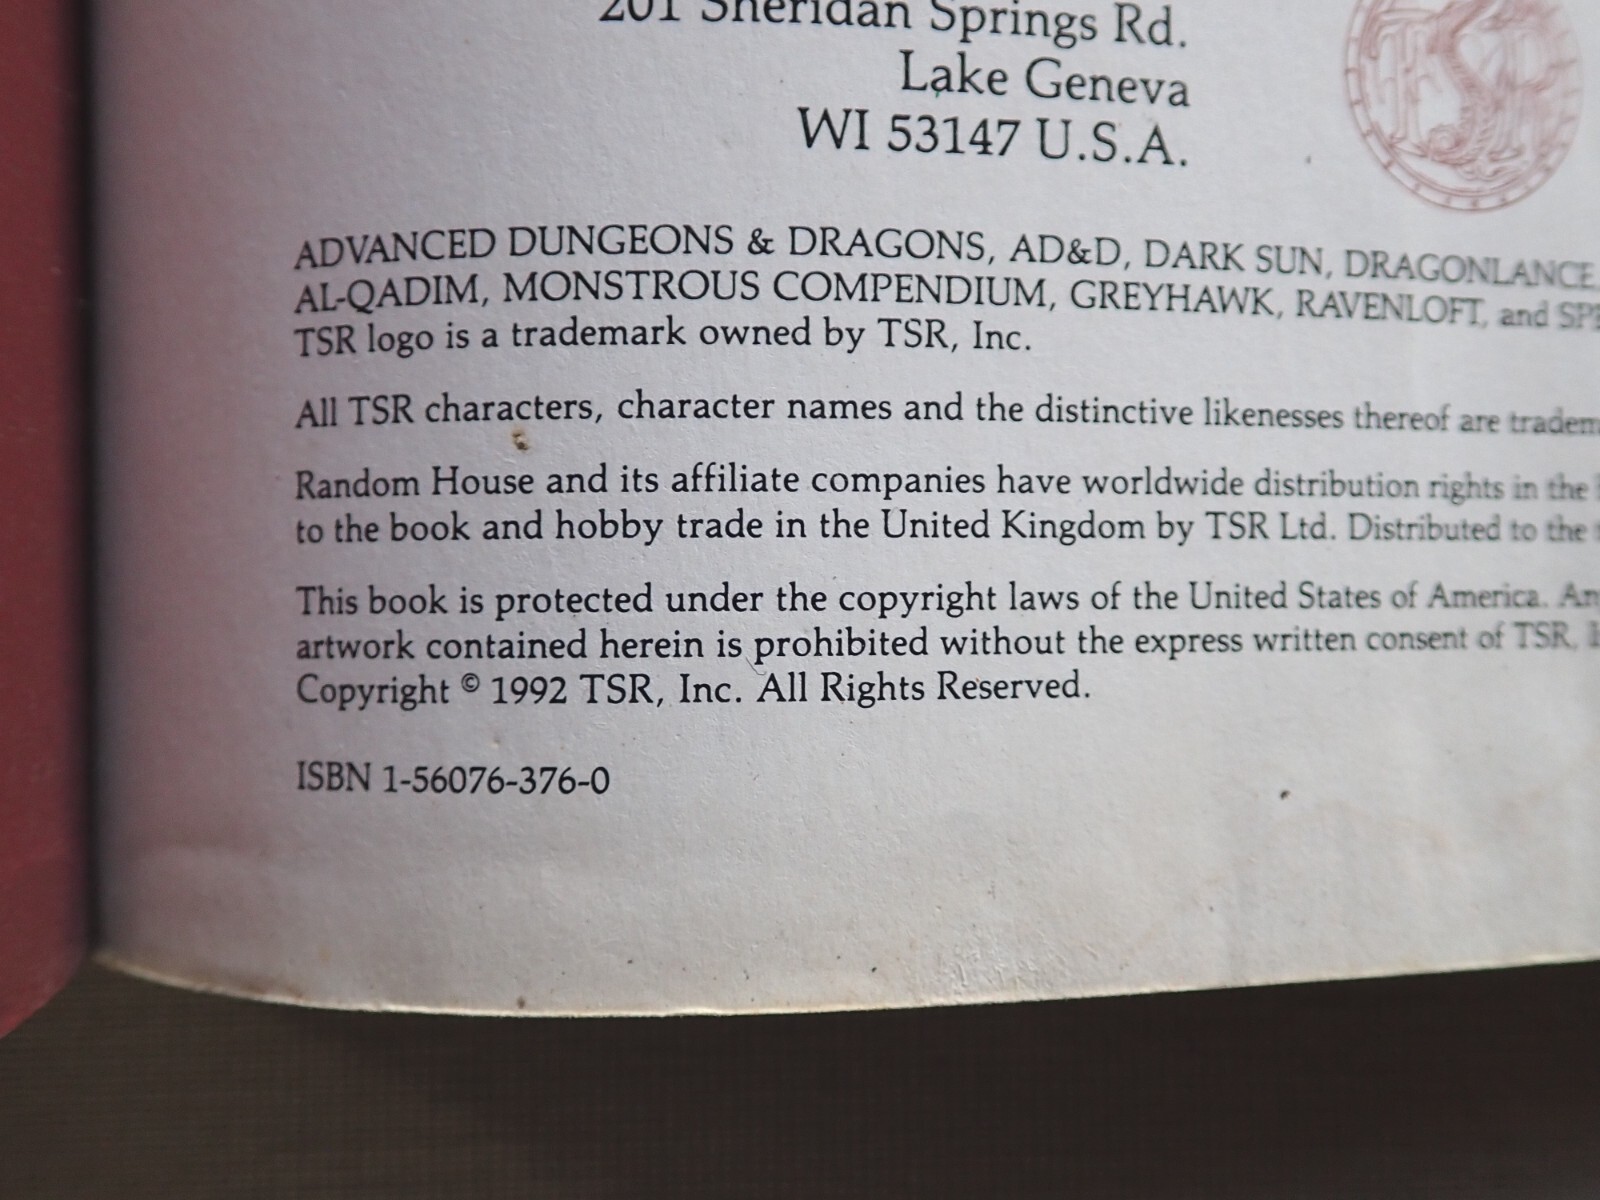 201 Sheridan Springs Rd.
Lake Geneva
WI 53147 U.S.A.
TSR
ADVANCED DUNGEONS & DRAGONS, AD&D, DARK SUN, DRAGONLANCE,
AL-QADIM, MONSTROUS COMPENDIUM, GREYHAWK, RAVENLOFT, and
TSR logo is a trademark owned by TSR, Inc.
All TSR characters, character names and the distinctive likenesses thereof are
Random House and its affiliate companies have worldwide distribution rights in the
to the book and hobby trade in the United Kingdom by TSR Ltd. Distributed to the
This book is protected under the copyright laws of the United States of America.
artwork contained herein is prohibited without the express written consent of TSR,
Copyright © 1992 TSR, Inc. All Rights Reserved.
ISBN 1-56076-376-0